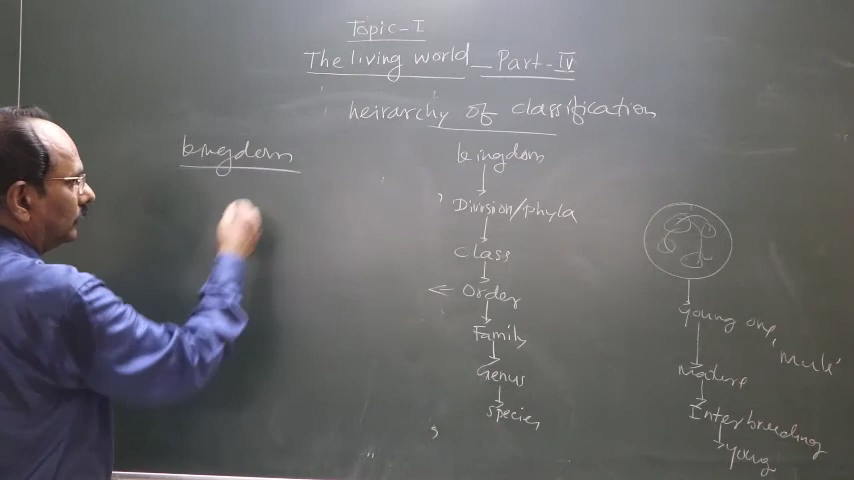 Topic-I
The living world - Part-IV
heirarchy of classification
kingdom
kingdom
Division/Phyla
Class
Order
Family
Genus
Species
Young one
'Mule'
Mature
Interbreeding
young